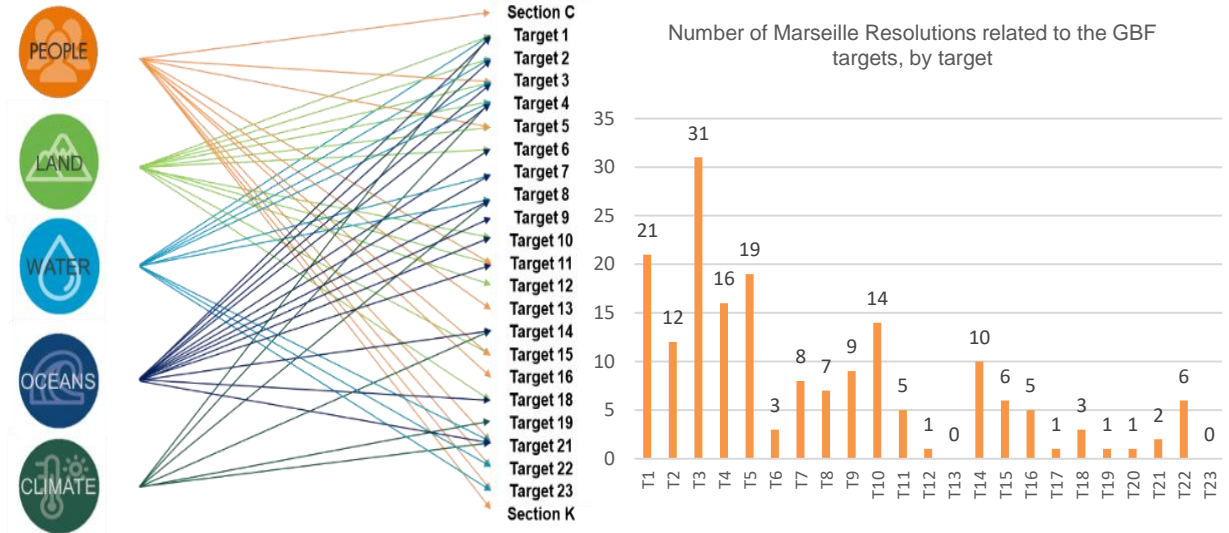 PEOPLE
LAND
WATER
OCEANS
CLIMATE
Section C
Target 1
Target 2
Target 3
Target 4
Target 5
Target 6
Target 7
Target 8
Target 9
Target 10
Target 11
Target 12
Target 13
Target 14
Target 15
Target 16
Target 18
Target 19
Target 21
Target 22
Target 23
Section K
Number of Marseille Resolutions related to the GBF
targets, by target
35
30
25
20
15
10
5
0
21
12
31
16
19
3
8
7
9
14
5
1
0
10
6
5
1
3
1
1
2
6
0
T1
T2
T3
T4
T5
T6
T7
T8
T9
T10
T11
T12
T13
T14
T15
T16
T17
T18
T19
T20
T21
T22
T23